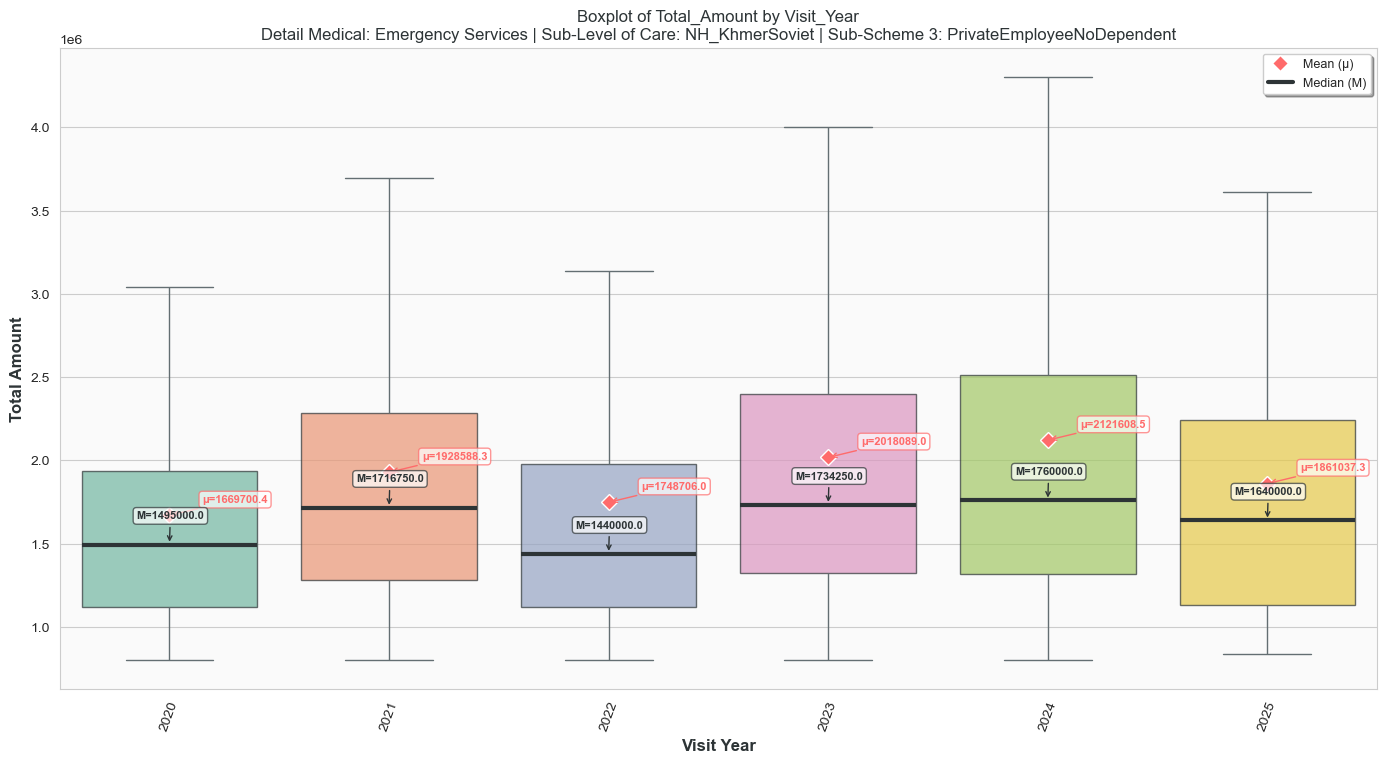 Boxplot of Total_Amount by Visit_Year
Detail Medical: Emergency Services | Sub-Level of Care: NH_KhmerSoviet | Sub-Scheme 3: PrivateEmployeeNoDependent
1e6
Mean (μ)
Median (M)
4.0
3.5
3.0
2.5
2.0
1.5
1.0
Total Amount
μ=1669700.4
M=1495000.0
μ=1928588.3
M=1716750.0
μ=1748706.0
M=1440000.0
μ=2018089.0
M=1734250.0
μ=2121608.5
M=1760000.0
μ=1861037.3
M=1640000.0
2020
2021
2022
2023
2024
2025
Visit Year